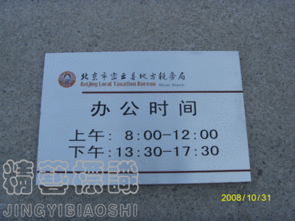 北京市密云县地方税务局
Beijing Local Taxation Bureau
办公时间
上午: 8:00-12:00
下午: 13:30-17:30
2008/10/31
精艺标识
JINGYIBIAOSHI